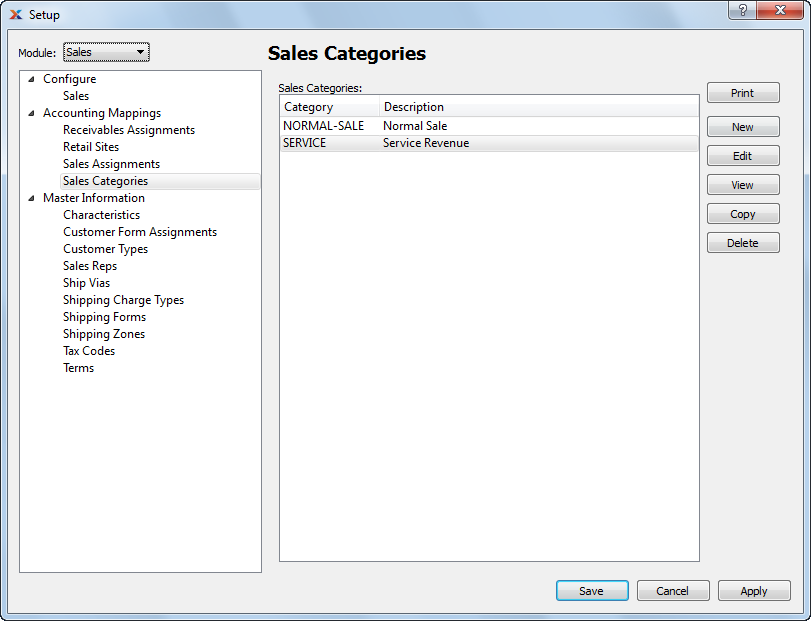 Setup
?
Module: Sales
Sales Categories
Configure
Sales
Accounting Mappings
Receivables Assignments
Retail Sites
Sales Assignments
Sales Categories
Master Information
Characteristics
Customer Form Assignments
Customer Types
Sales Reps
Ship Vias
Shipping Charge Types
Shipping Forms
Shipping Zones
Tax Codes
Terms
Sales Categories:
Category Description
NORMAL-SALE Normal Sale
SERVICE Service Revenue
Print
New
Edit
View
Copy
Delete
Save Cancel Apply